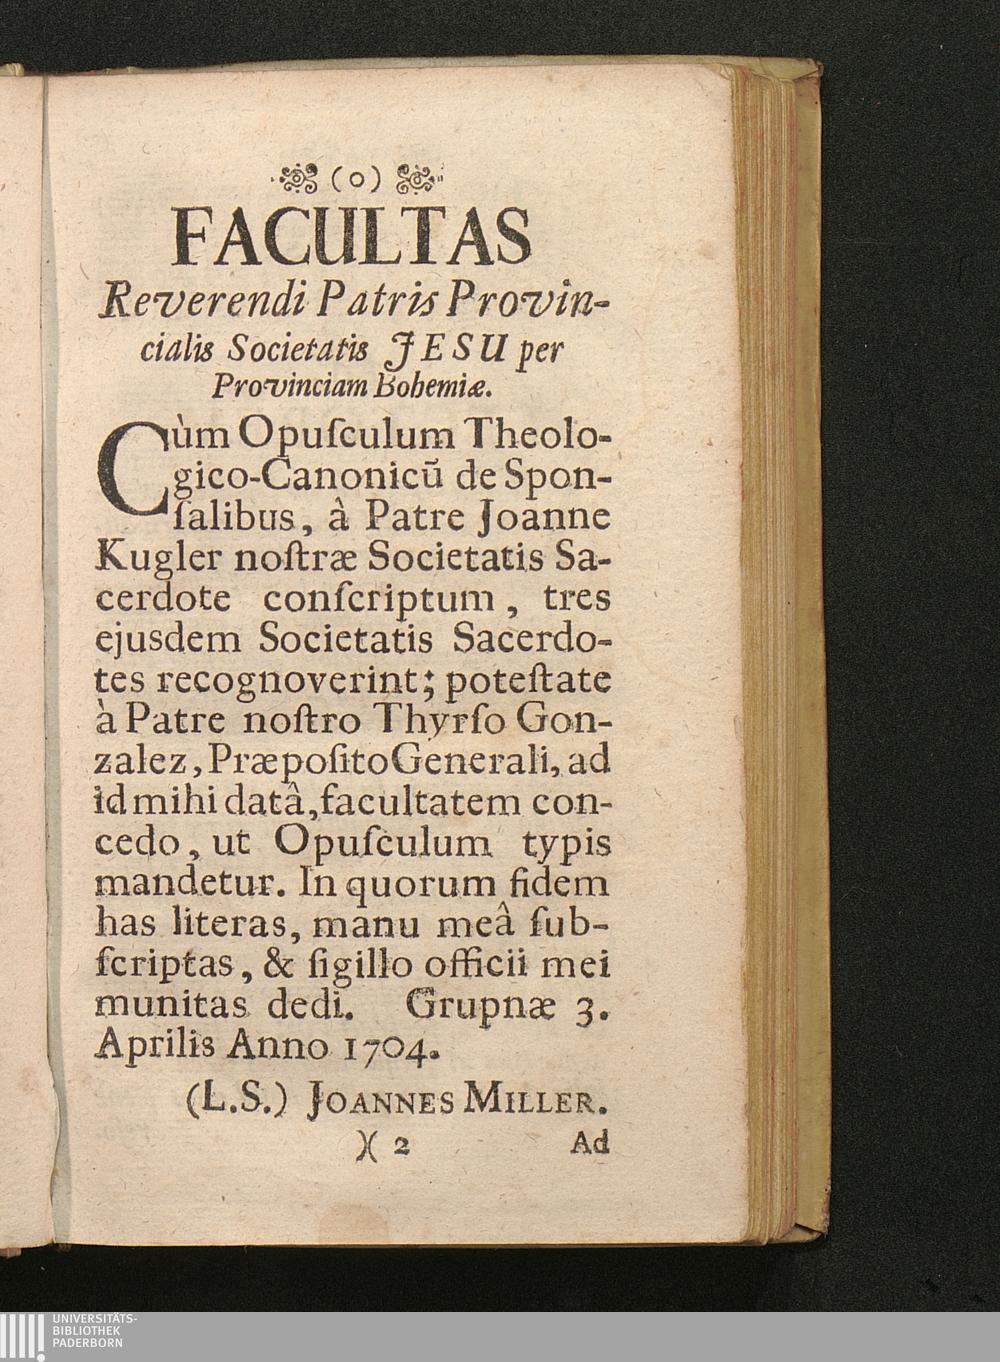 (o)
FACULTAS
Reverendi Patris Provin-
cialis Societatis JESU per
Provinciam Bohemiæ.
Cùm Opuſculum Theolo-
gico-Canonicũ de Spon-
ſalibus, à Patre Joanne
Kugler noſtræ Societatis Sa-
cerdote conſcriptum, tres
ejusdem Societatis Sacerdo-
tes recognoverint; poteſtate
à Patre noſtro Thyrſo Gon-
zalez, Præpoſito Generali, ad
id mihi datâ, facultatem con-
cedo, ut Opuſculum typis
mandetur. In quorum fidem
has literas, manu meâ ſub-
ſcriptas, & ſigillo officii mei
munitas dedi. Grupnæ 3.
Aprilis Anno 1704.
(L.S.) JOANNES MILLER.
)( 2 Ad
UNIVERSITÄTS-
BIBLIOTHEK
PADERBORN